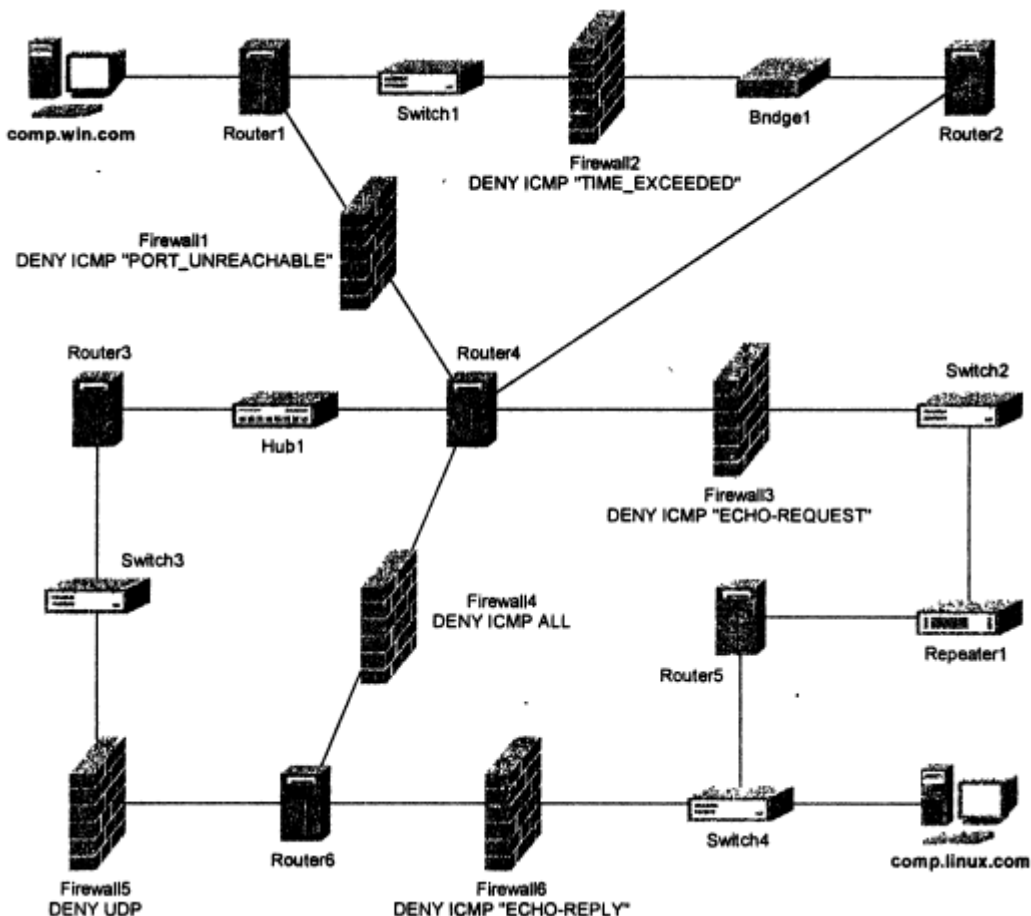 comp.win.com
Router1
Switch1
Firewall2
DENY ICMP "TIME_EXCEEDED"
Bndge1
Router2
Firewall1
DENY ICMP "PORT_UNREACHABLE"
Router3
Hub1
Router4
Firewall3
DENY ICMP "ECHO-REQUEST"
Switch2
Switch3
Firewall4
DENY ICMP ALL
Router5
Repeater1
Firewall5
DENY UDP
Router6
Firewall6
DENY ICMP "ECHO-REPLY"
Switch4
comp.linux.com